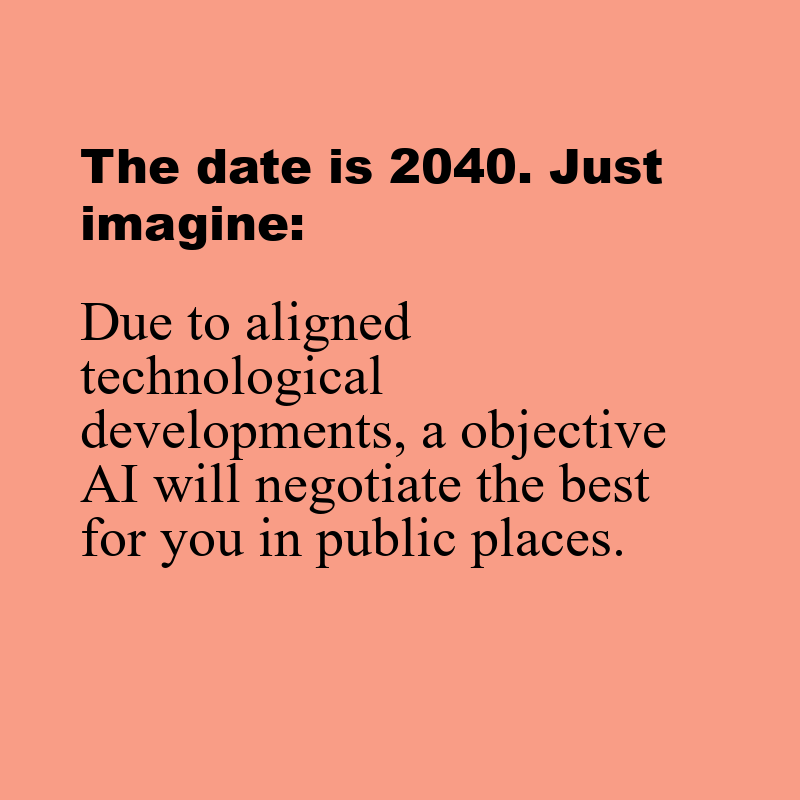 The date is 2040. Just
imagine:
Due to aligned
technological
developments, a objective
AI will negotiate the best
for you in public places.